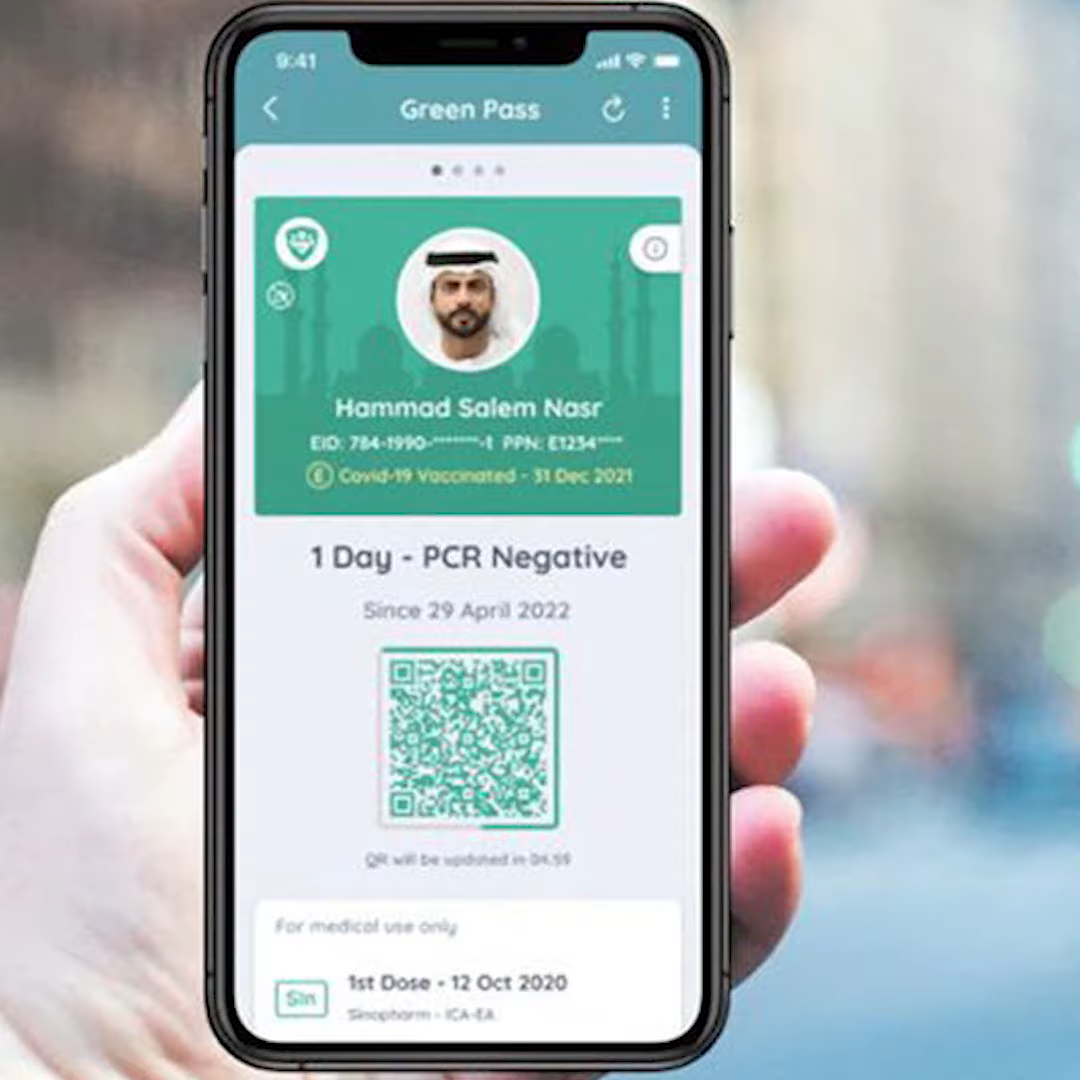 9:41
Green Pass
Hammad Salem Nasr
EID: 784-1990-*******-1 PPN: E1234****
E Covid-19 Vaccinated - 31 Dec 2021
1 Day - PCR Negative
Since 29 April 2022
QR will be updated in 04:59
For medical use only
Sin
1st Dose - 12 Oct 2020
Sinopharm - ICA-EA